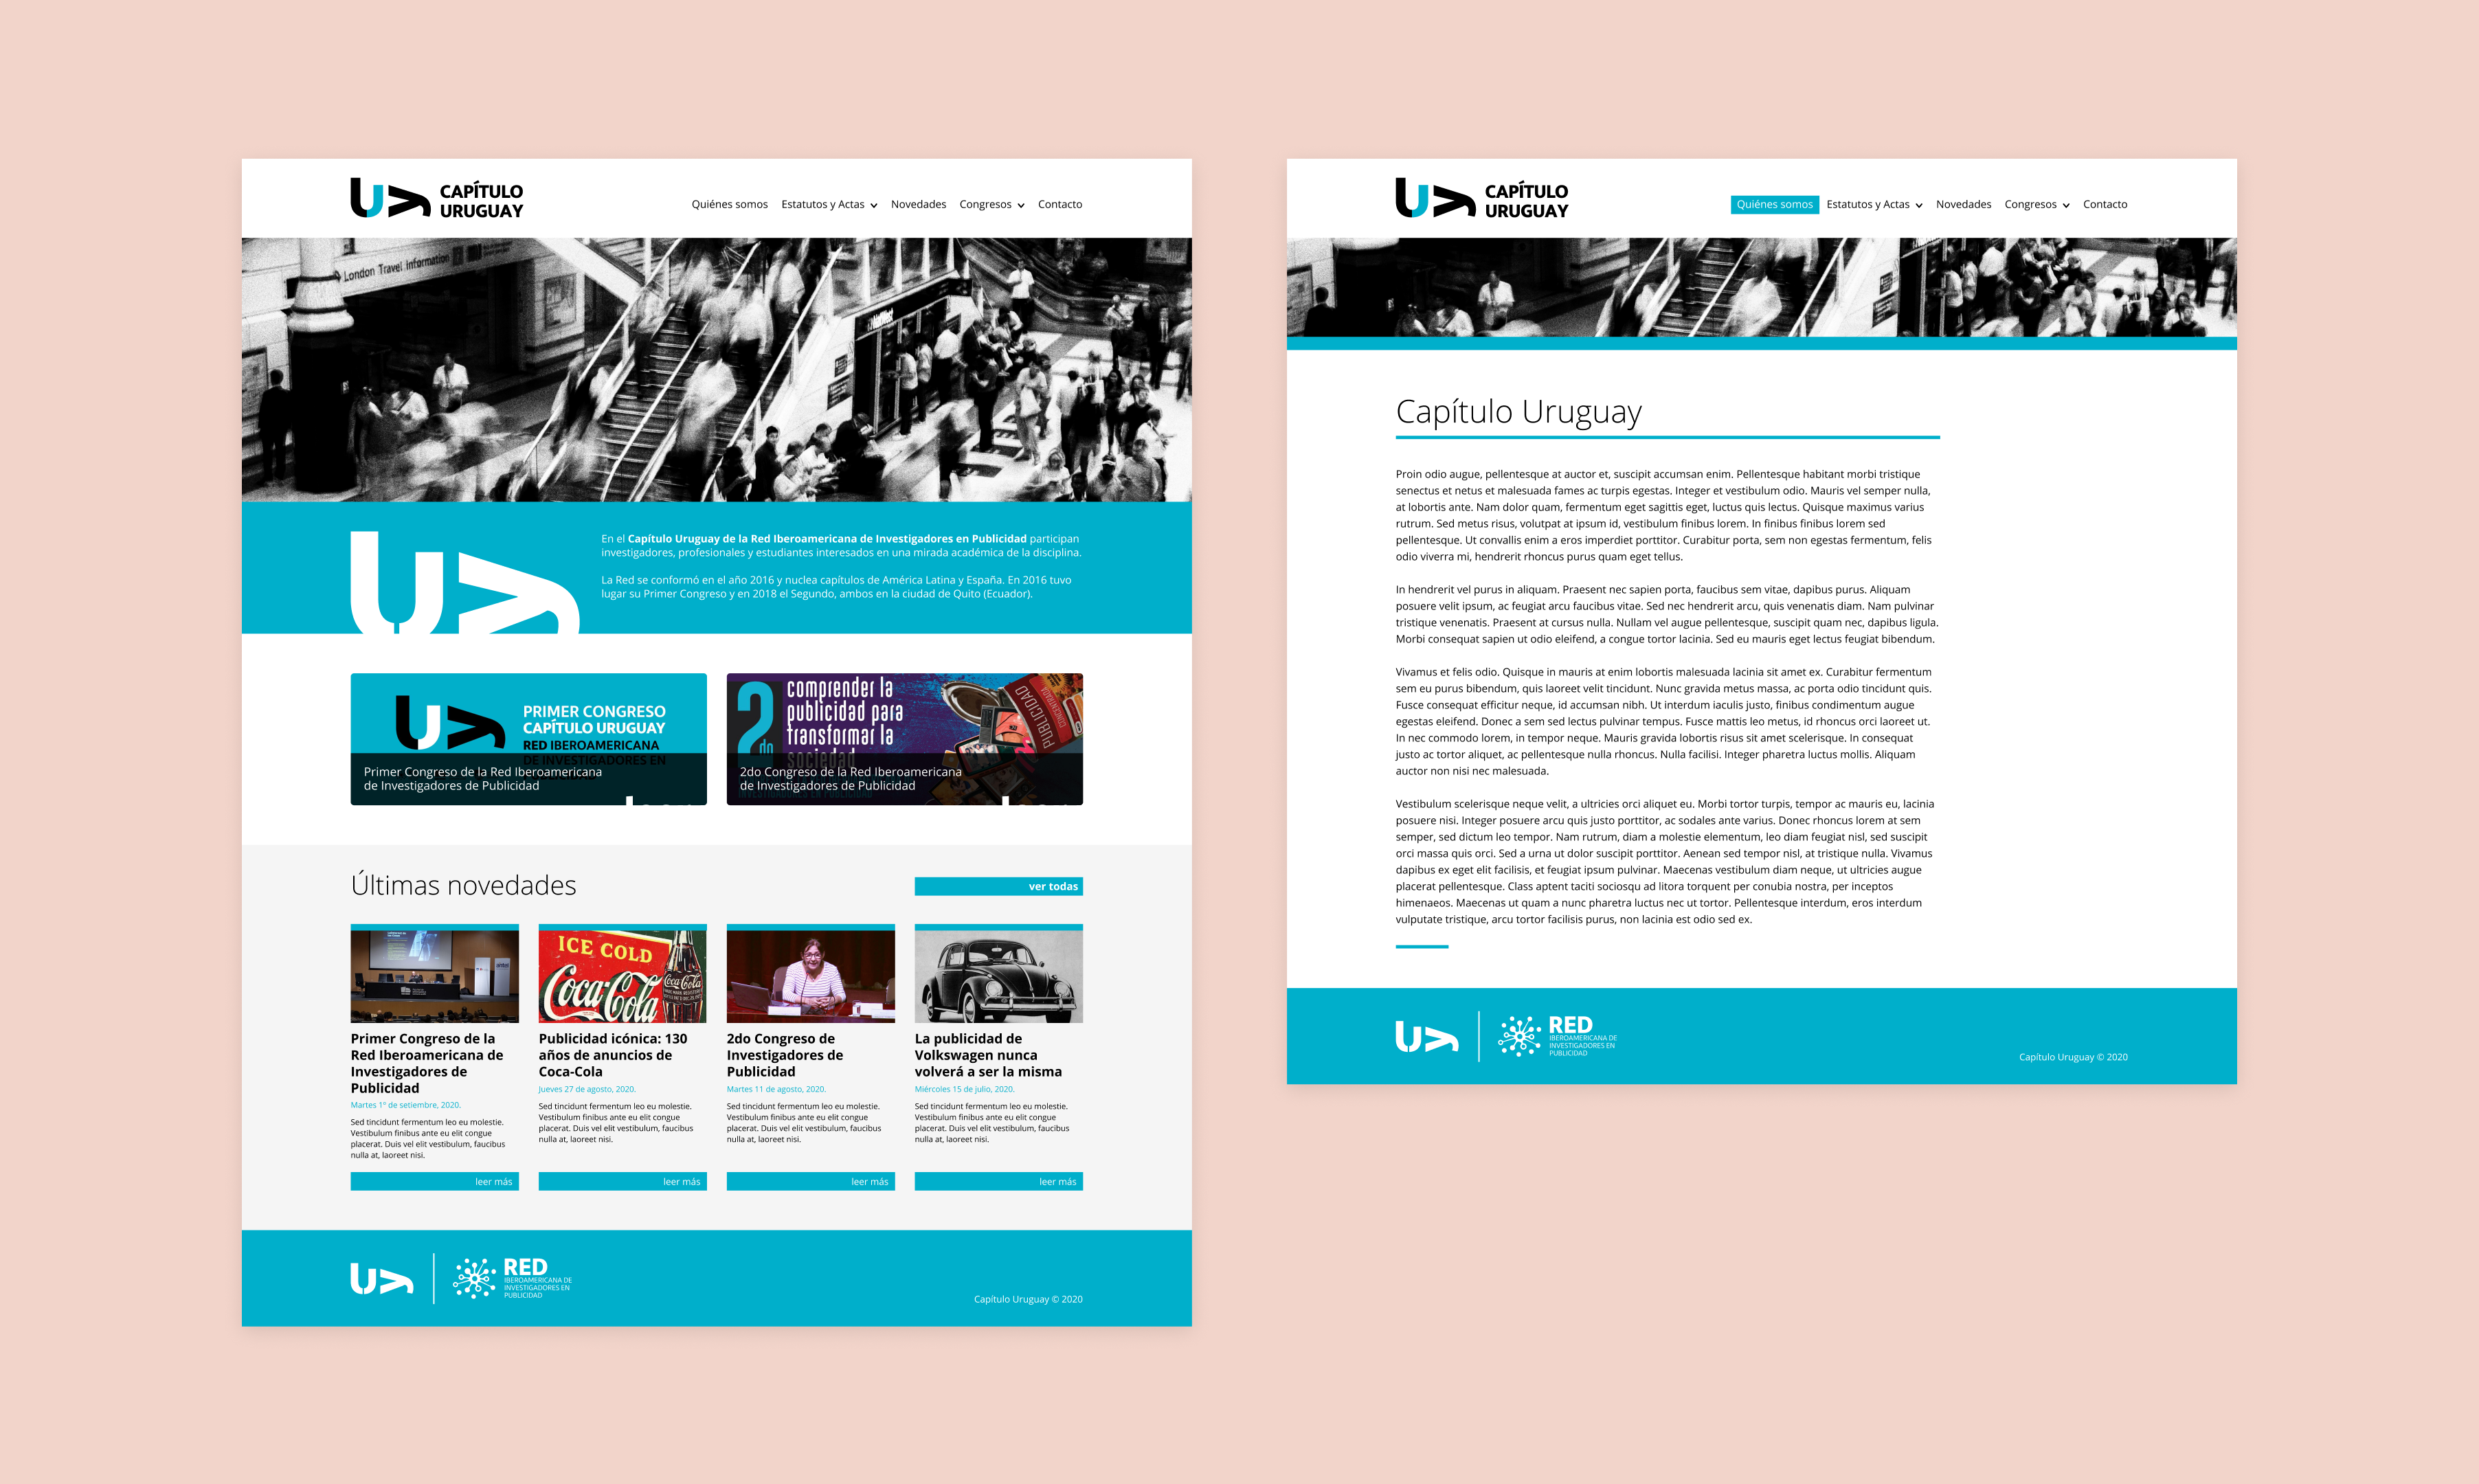 CAPÍTULO
URUGUAY
Quiénes somos Estatutos y Actas Novedades Congresos Contacto
London Travel Information
En el Capítulo Uruguay de la Red Iberoamericana de Investigadores en Publicidad participan
investigadores, profesionales y estudiantes interesados en una mirada académica de la disciplina.
La Red se conformó en el año 2016 y nuclea capítulos de América Latina y España. En 2016 tuvo
lugar su Primer Congreso y en 2018 el Segundo, ambos en la ciudad de Quito (Ecuador).
PRIMER CONGRESO
CAPÍTULO URUGUAY
RED IBEROAMERICANA
DE INVESTIGADORES EN
Primer Congreso de la Red Iberoamericana
de Investigadores de Publicidad
2do
comprender la
publicidad para
transformar la
sociedad
PUBLICIDAD
CONCENTRADA
2do Congreso de la Red Iberoamericana
de Investigadores de Publicidad
Últimas novedades
ver todas
ICE COLD
Coca-Cola
Coca-Cola
Primer Congreso de la
Red Iberoamericana de
Investigadores de
Publicidad
Martes 1º de setiembre, 2020.
Sed tincidunt fermentum leo eu molestie.
Vestibulum finibus ante eu elit congue
placerat. Duis vel elit vestibulum, faucibus
nulla at, laoreet nisi.
leer más
Publicidad icónica: 130
años de anuncios de
Coca-Cola
Jueves 27 de agosto, 2020.
Sed tincidunt fermentum leo eu molestie.
Vestibulum finibus ante eu elit congue
placerat. Duis vel elit vestibulum, faucibus
nulla at, laoreet nisi.
leer más
2do Congreso de
Investigadores de
Publicidad
Martes 11 de agosto, 2020.
Sed tincidunt fermentum leo eu molestie.
Vestibulum finibus ante eu elit congue
placerat. Duis vel elit vestibulum, faucibus
nulla at, laoreet nisi.
leer más
La publicidad de
Volkswagen nunca
volverá a ser la misma
Miércoles 15 de julio, 2020.
Sed tincidunt fermentum leo eu molestie.
Vestibulum finibus ante eu elit congue
placerat. Duis vel elit vestibulum, faucibus
nulla at, laoreet nisi.
leer más
RED
IBEROAMERICANA DE
INVESTIGADORES EN
PUBLICIDAD
Capítulo Uruguay © 2020
CAPÍTULO
URUGUAY
Quiénes somos Estatutos y Actas Novedades Congresos Contacto
Capítulo Uruguay
Proin odio augue, pellentesque at auctor et, suscipit accumsan enim. Pellentesque habitant morbi tristique
senectus et netus et malesuada fames ac turpis egestas. Integer et vestibulum odio. Mauris vel semper nulla,
at lobortis ante. Nam dolor quam, fermentum eget sagittis eget, luctus quis lectus. Quisque maximus varius
rutrum. Sed metus risus, volutpat at ipsum id, vestibulum finibus lorem. In finibus finibus lorem sed
pellentesque. Ut convallis enim a eros imperdiet porttitor. Curabitur porta, sem non egestas fermentum, felis
odio viverra mi, hendrerit rhoncus purus quam eget tellus.
In hendrerit vel purus in aliquam. Praesent nec sapien porta, faucibus sem vitae, dapibus purus. Aliquam
posuere velit ipsum, ac feugiat arcu faucibus vitae. Sed nec hendrerit arcu, quis venenatis diam. Nam pulvinar
tristique venenatis. Praesent at cursus nulla. Nullam vel augue pellentesque, suscipit quam nec, dapibus ligula.
Morbi consequat sapien ut odio eleifend, a congue tortor lacinia. Sed eu mauris eget lectus feugiat bibendum.
Vivamus et felis odio. Quisque in mauris at enim lobortis malesuada lacinia sit amet ex. Curabitur fermentum
sem eu purus bibendum, quis laoreet velit tincidunt. Nunc gravida metus massa, ac porta odio tincidunt quis.
Fusce consequat efficitur neque, id accumsan nibh. Ut interdum iaculis justo, finibus condimentum augue
egestas eleifend. Donec a sem sed lectus pulvinar tempus. Fusce mattis leo metus, id rhoncus orci laoreet ut.
In nec commodo lorem, in tempor neque. Mauris gravida lobortis risus sit amet scelerisque. In consequat
justo ac tortor aliquet, ac pellentesque nulla rhoncus. Nulla facilisi. Integer pharetra luctus mollis. Aliquam
auctor non nisi nec malesuada.
Vestibulum scelerisque neque velit, a ultricies orci aliquet eu. Morbi tortor turpis, tempor ac mauris eu, lacinia
posuere nisi. Integer posuere arcu quis justo porttitor, ac sodales ante varius. Donec rhoncus lorem at sem
semper, sed dictum leo tempor. Nam rutrum, diam a molestie elementum, leo diam feugiat nisl, sed suscipit
orci massa quis orci. Sed a urna ut dolor suscipit porttitor. Aenean sed tempor nisl, at tristique nulla. Vivamus
dapibus ex eget elit facilisis, et feugiat ipsum pulvinar. Maecenas vestibulum diam neque, ut ultricies augue
placerat pellentesque. Class aptent taciti sociosqu ad litora torquent per conubia nostra, per inceptos
himenaeos. Maecenas ut quam a nunc pharetra luctus nec ut tortor. Pellentesque interdum, eros interdum
vulputate tristique, arcu tortor facilisis purus, non lacinia est odio sed ex.
RED
IBEROAMERICANA DE
INVESTIGADORES EN
PUBLICIDAD
Capítulo Uruguay © 2020